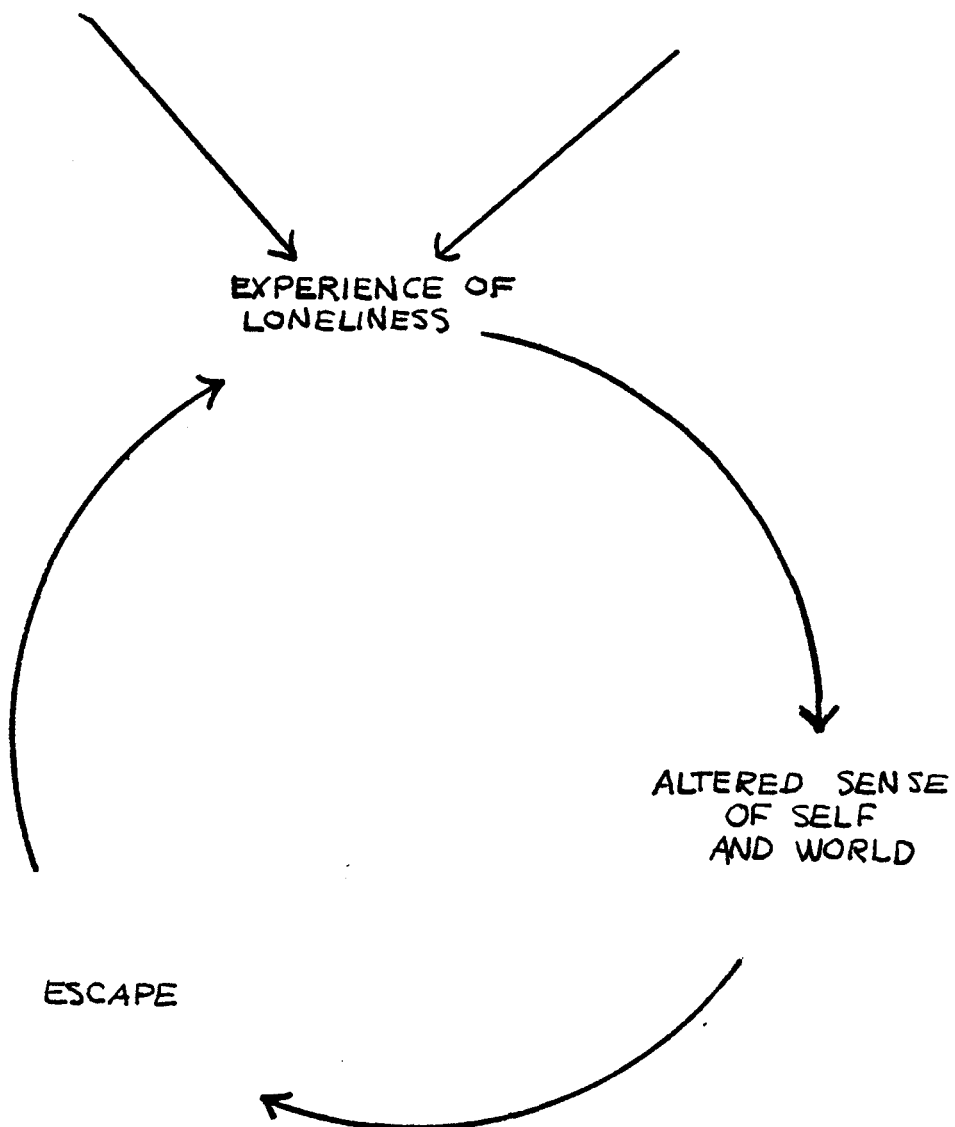 EXPERIENCE OF
LONELINESS
ALTERED SENSE
OF SELF
AND WORLD
ESCAPE